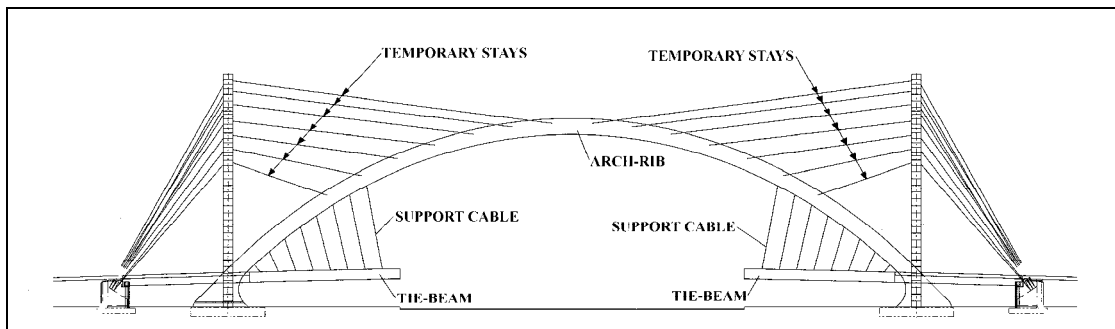 TEMPORARY STAYS
TEMPORARY STAYS
ARCH-RIB
SUPPORT CABLE
SUPPORT CABLE
TIE-BEAM
TIE-BEAM